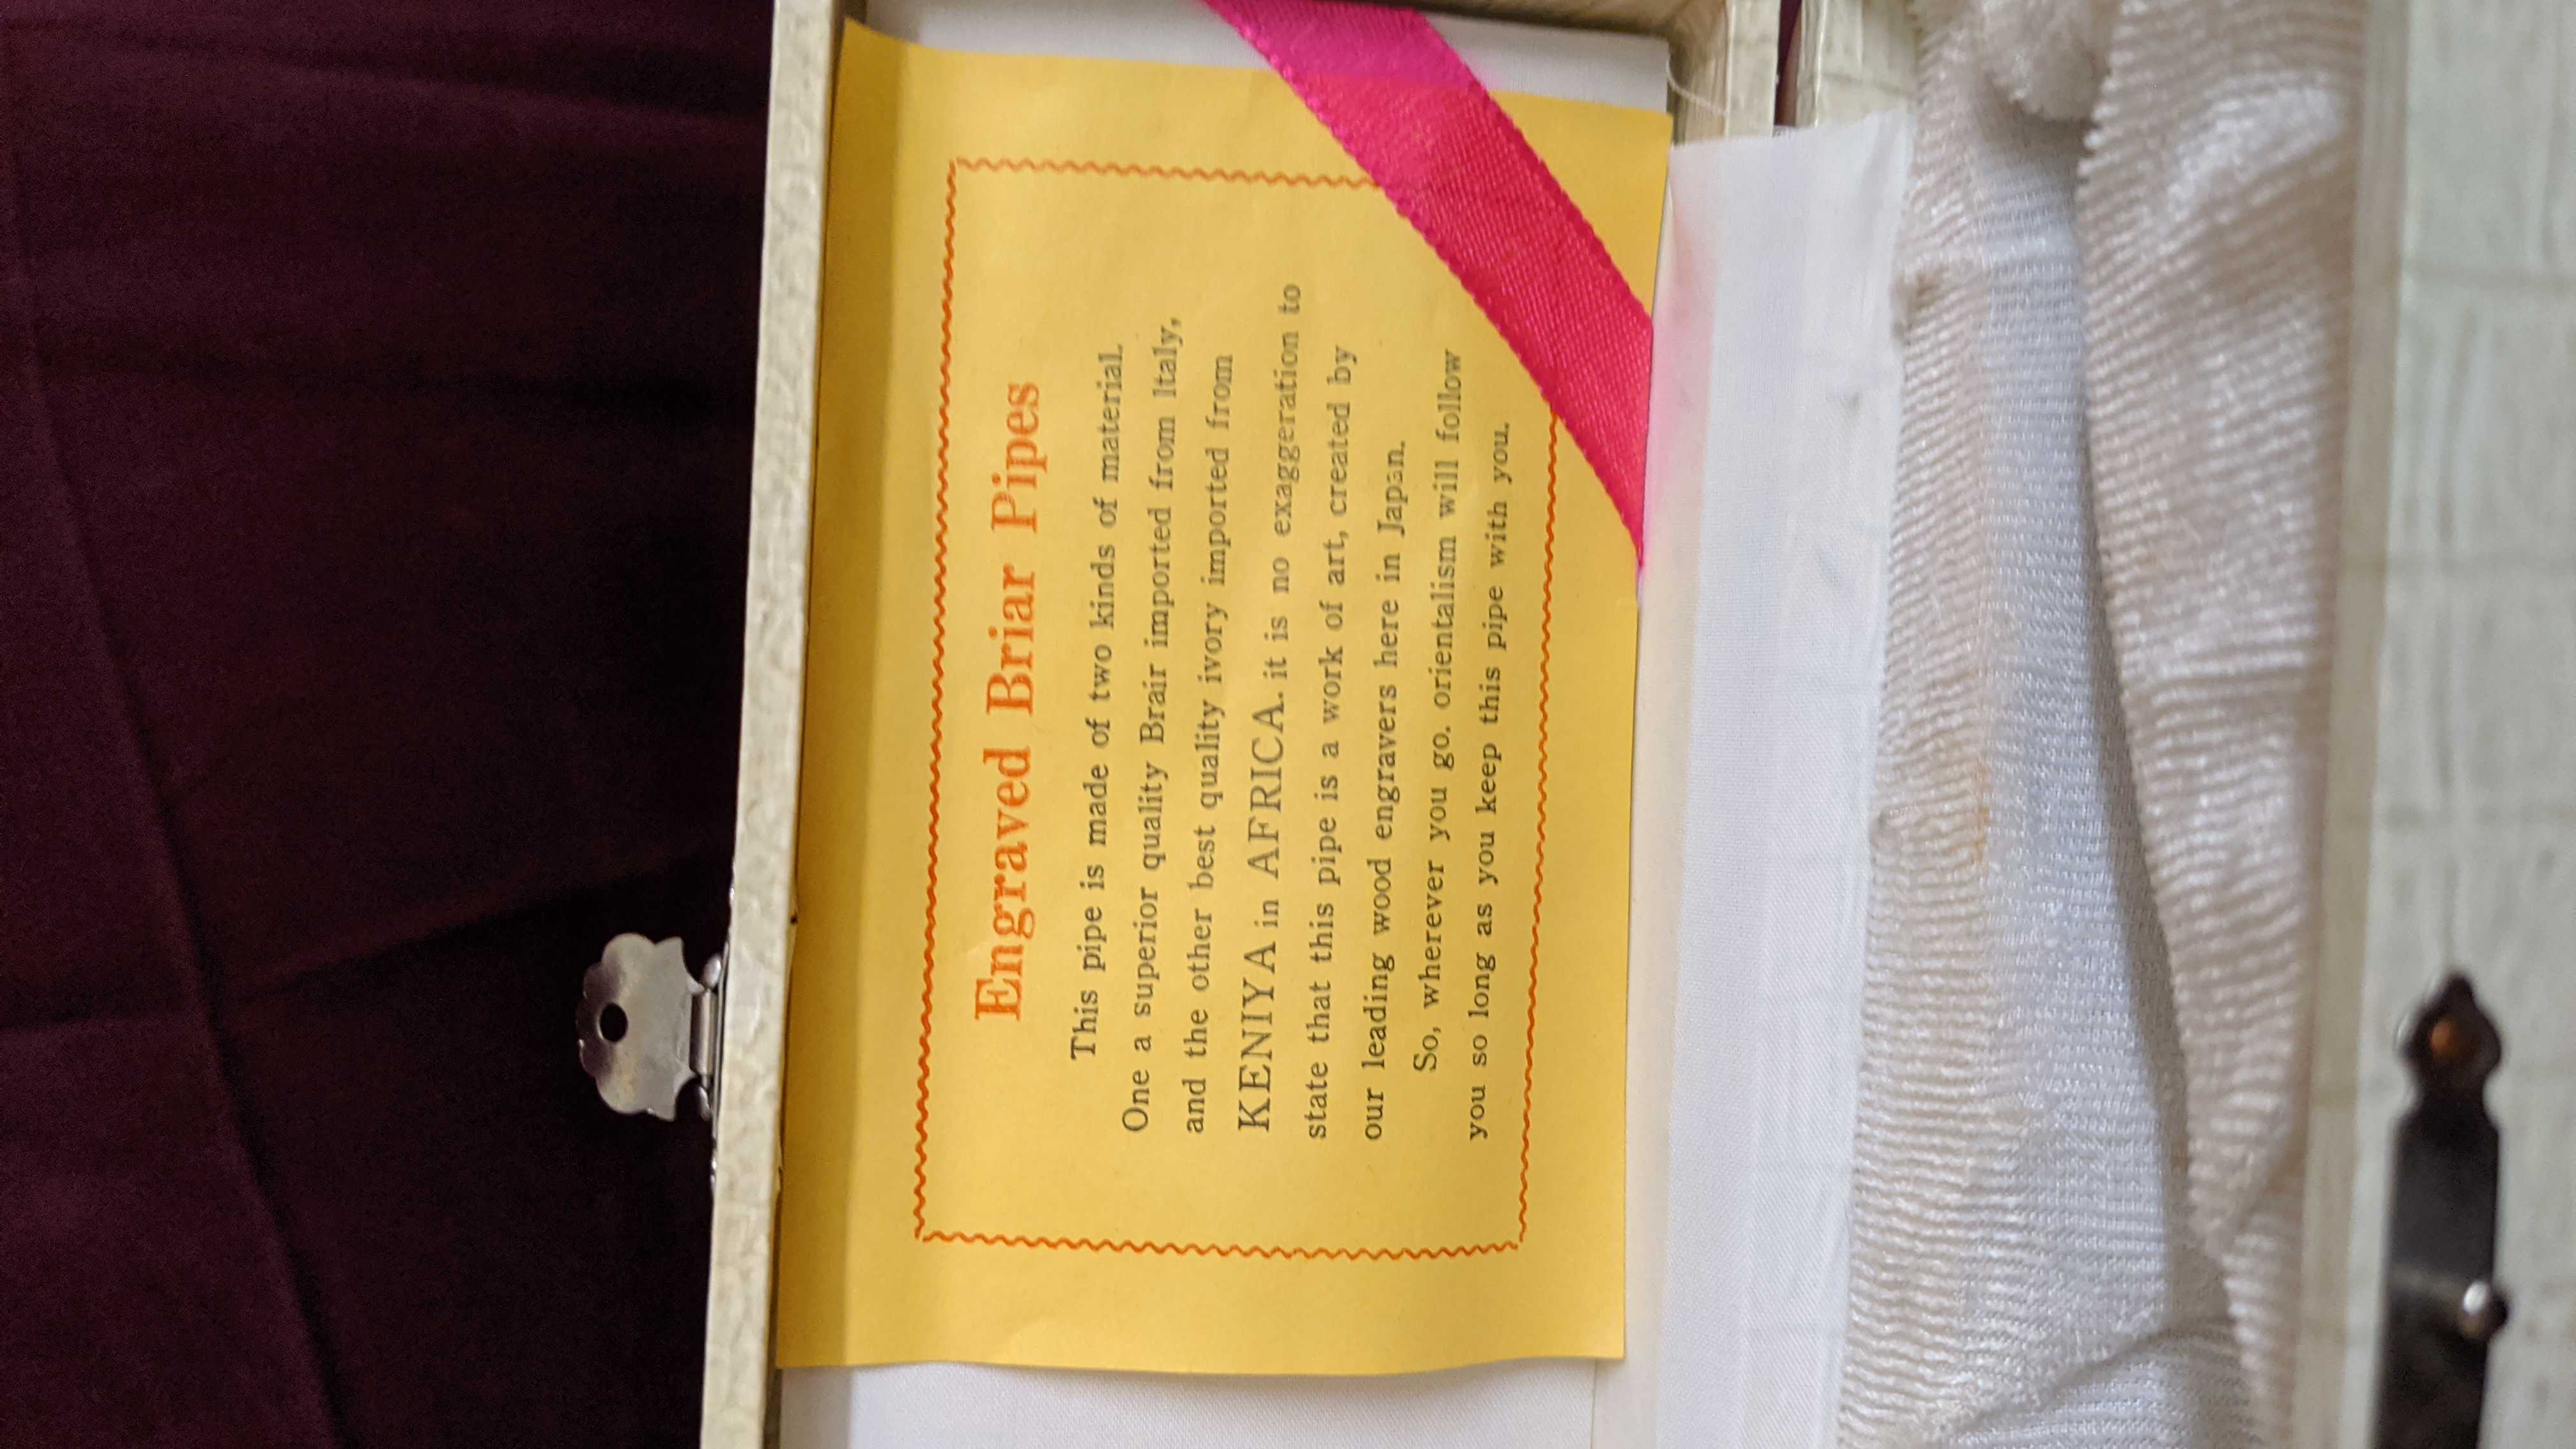 Engraved Briar Pipes
This pipe is made of two kinds of material.
One a superior quality Brair imported from Italy,
and the other best quality ivory imported from
KENIYA in AFRICA. it is no exaggeration to
state that this pipe is a work of art, created by
our leading wood engravers here in Japan.
So, wherever you go. orientalism will follow
you so long as you keep this pipe with you.